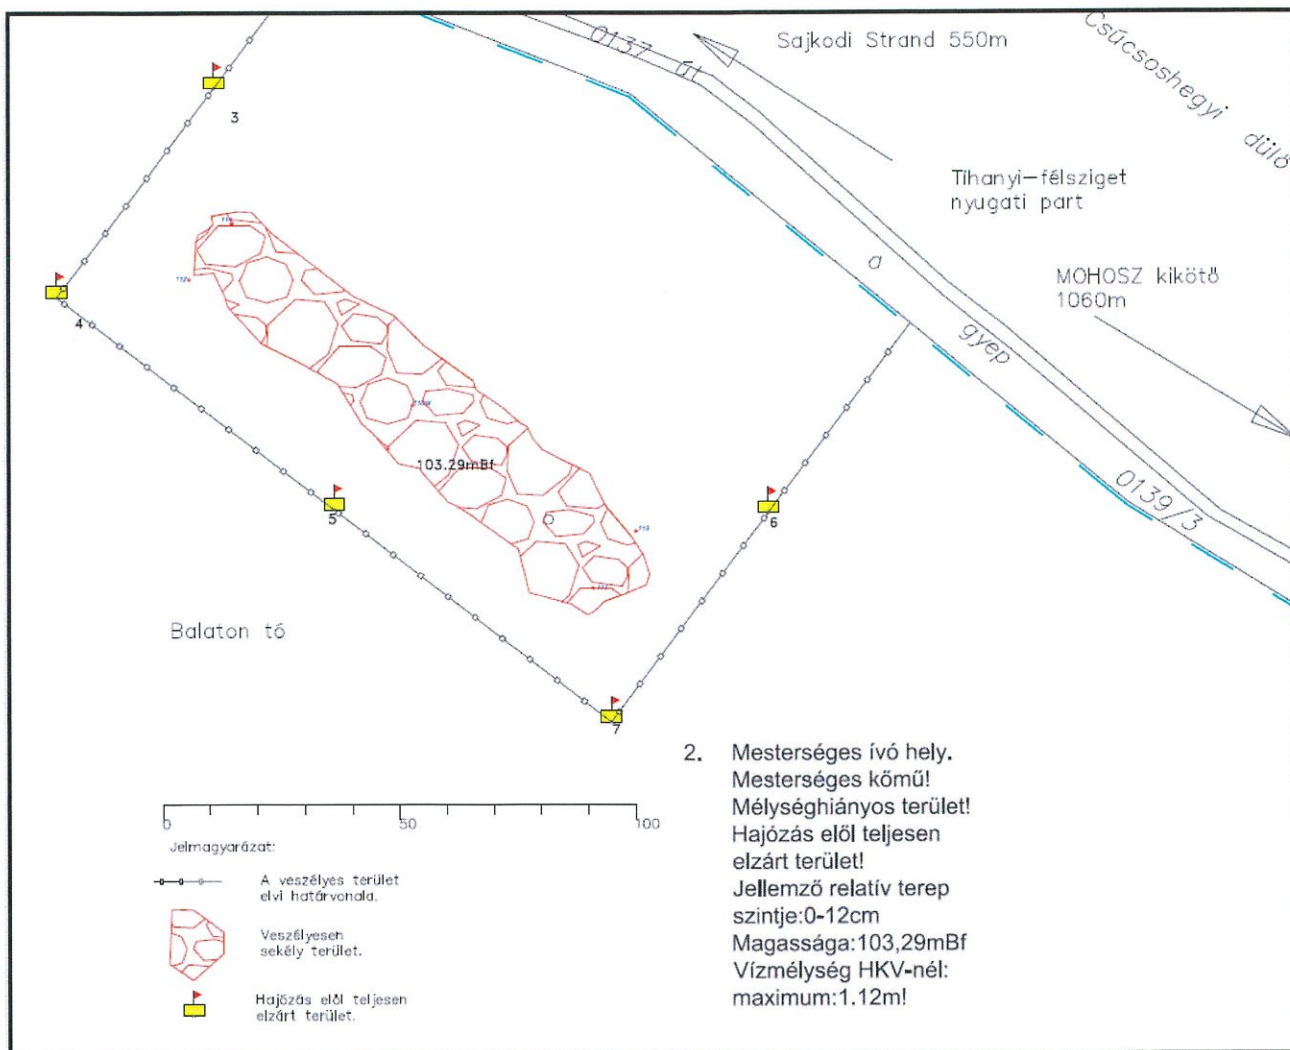 0137 út
Sajkodi Strand 550m
Csúcsoshegyi
dülő
3
Tihanyi-félsziget
nyugati part
a
MOHOSZ kikötő
1060m
4
gyep
103.29mBf
0139/3
5
6
Balaton tó
7
2. Mesterséges ívó hely.
Mesterséges kőmű!
Mélységhiányos terület!
Hajózás elől teljesen
elzárt terület!
Jellemző relatív terep
szintje:0-12cm
Magassága:103,29mBf
Vízmélység HKV-nél:
maximum:1.12m!
0 50 100
Jelmagyarázat:
A veszélyes terület
elvi határvonala.
Veszélyesen
sekély terület.
Hajózás elől teljesen
elzárt terület.